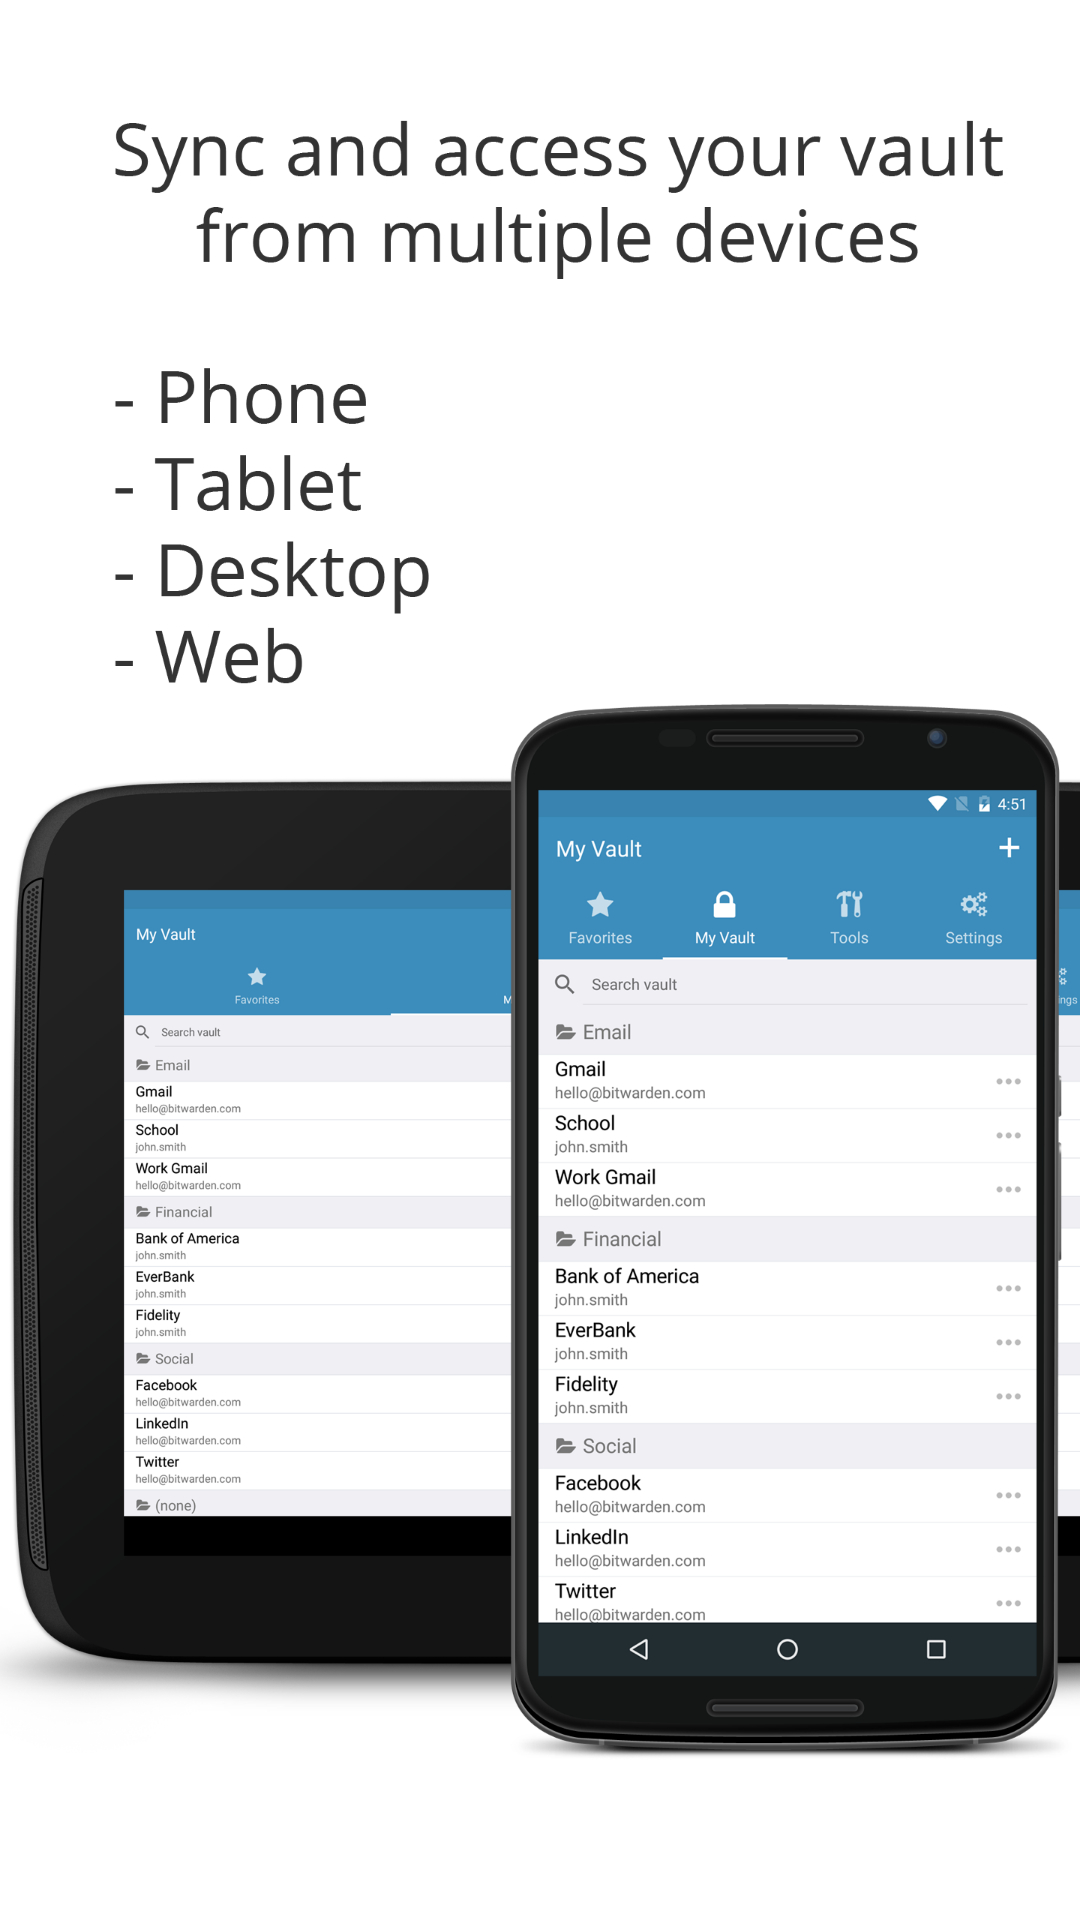 Sync and access your vault
from multiple devices
- Phone
- Tablet
- Desktop
- Web
My Vault
Favorites
M
Search vault
Email
Gmail
hello@bitwarden.com
School
john.smith
Work Gmail
hello@bitwarden.com
Financial
Bank of America
john.smith
EverBank
john.smith
Fidelity
john.smith
Social
Facebook
hello@bitwarden.com
LinkedIn
hello@bitwarden.com
Twitter
hello@bitwarden.com
(none)
4:51
My Vault +
Favorites My Vault Tools Settings
Search vault
Email
Gmail
hello@bitwarden.com
School
john.smith
Work Gmail
hello@bitwarden.com
Financial
Bank of America
john.smith
EverBank
john.smith
Fidelity
john.smith
Social
Facebook
hello@bitwarden.com
LinkedIn
hello@bitwarden.com
Twitter
hello@bitwarden.com
ings